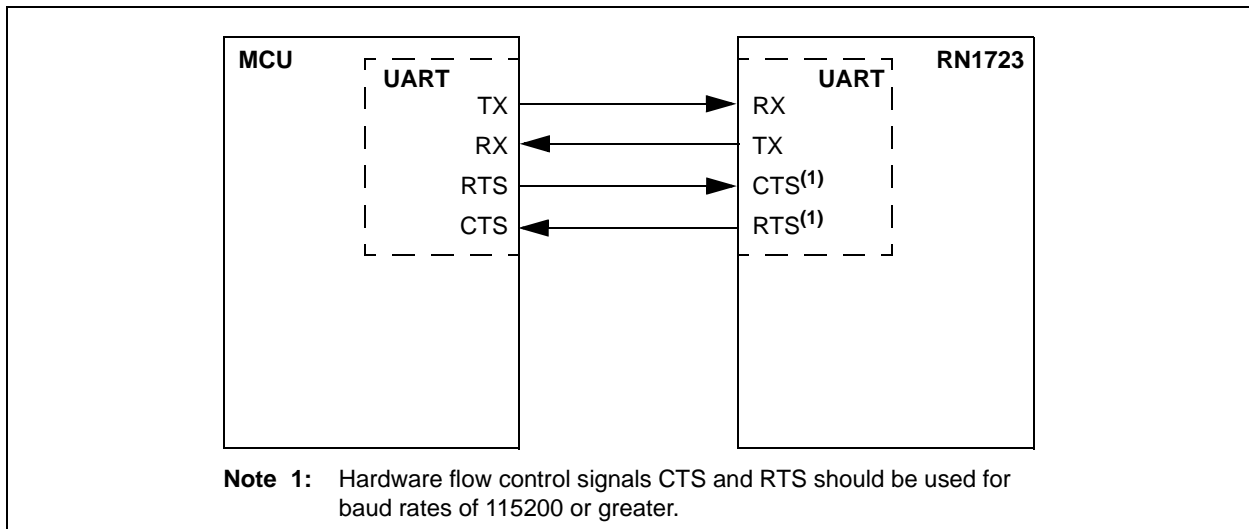 MCU
UART
TX
RX
RTS
CTS
RN1723
UART
RX
TX
CTS(1)
RTS(1)
Note 1: Hardware flow control signals CTS and RTS should be used for
baud rates of 115200 or greater.